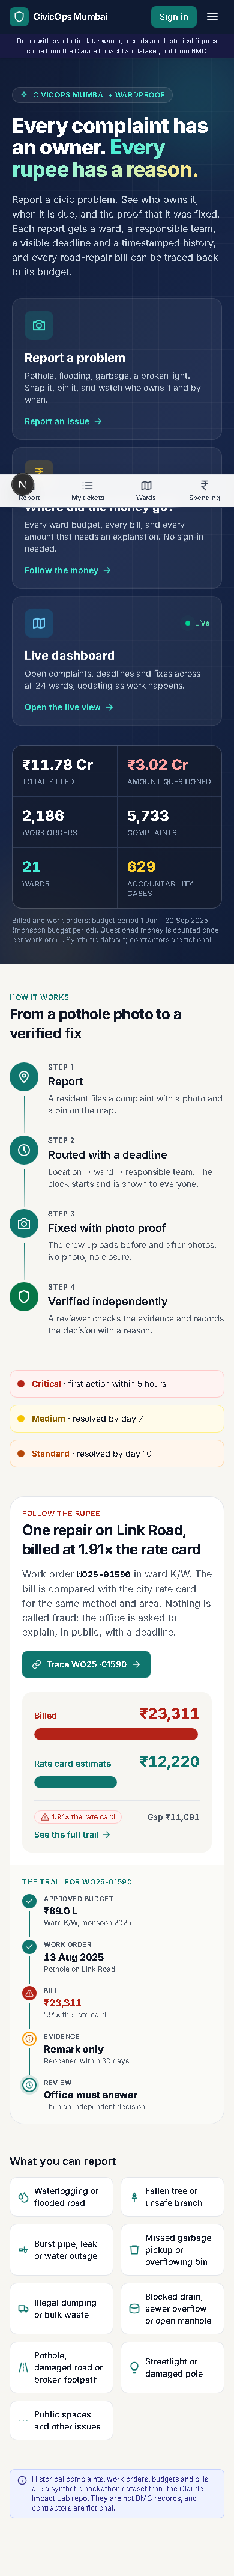 CivicOps Mumbai
Sign in
Demo with synthetic data: wards, records and historical figures
come from the Claude Impact Lab dataset, not from BMC.
CIVICOPS MUMBAI + WARDPROOF
Every complaint has
an owner. Every
rupee has a reason.
Report a civic problem. See who owns it,
when it is due, and the proof that it was fixed.
Each report gets a ward, a responsible team,
a visible deadline and a timestamped history,
and every road-repair bill can be traced back
to its budget.
Report a problem
Pothole, flooding, garbage, a broken light.
Snap it, pin it, and watch who owns it and by
when.
Report an issue →
N
Report
My tickets
Wards
Spending
Where did the money go?
Every ward budget, every bill, and every
amount that needs an explanation. No sign-in
needed.
Follow the money →
Live
Live dashboard
Open complaints, deadlines and fixes across
all 24 wards, updating as work happens.
Open the live view →
₹11.78 Cr
TOTAL BILLED
₹3.02 Cr
AMOUNT QUESTIONED
2,186
WORK ORDERS
5,733
COMPLAINTS
21
WARDS
629
ACCOUNTABILITY
CASES
Billed and work orders: budget period 1 Jun – 30 Sep 2025
(monsoon budget period). Questioned money is counted once
per work order. Synthetic dataset; contractors are fictional.
HOW IT WORKS
From a pothole photo to a
verified fix
STEP 1
Report
A resident files a complaint with a photo and
a pin on the map.
STEP 2
Routed with a deadline
Location → ward → responsible team. The
clock starts and is shown to everyone.
STEP 3
Fixed with photo proof
The crew uploads before and after photos.
No photo, no closure.
STEP 4
Verified independently
A reviewer checks the evidence and records
the decision with a reason.
Critical · first action within 5 hours
Medium · resolved by day 7
Standard · resolved by day 10
FOLLOW THE RUPEE
One repair on Link Road,
billed at 1.91× the rate card
Work order WO25-01590 in ward K/W. The
bill is compared with the city rate card
for the same method and area. Nothing is
called fraud: the office is asked to
explain, in public, with a deadline.
Trace WO25-01590 →
Billed
₹23,311
Rate card estimate
₹12,220
1.91× the rate card
Gap ₹11,091
See the full trail →
THE TRAIL FOR WO25-01590
APPROVED BUDGET
₹89.0 L
Ward K/W, monsoon 2025
WORK ORDER
13 Aug 2025
Pothole on Link Road
BILL
₹23,311
1.91× the rate card
EVIDENCE
Remark only
Reopened within 30 days
REVIEW
Office must answer
Then an independent decision
What you can report
Waterlogging or
flooded road
Fallen tree or
unsafe branch
Burst pipe, leak
or water outage
Missed garbage
pickup or
overflowing bin
Illegal dumping
or bulk waste
Blocked drain,
sewer overflow
or open manhole
Pothole,
damaged road or
broken footpath
Streetlight or
damaged pole
Public spaces
and other issues
Historical complaints, work orders, budgets and bills
are a synthetic hackathon dataset from the Claude
Impact Lab repo. They are not BMC records, and
contractors are fictional.